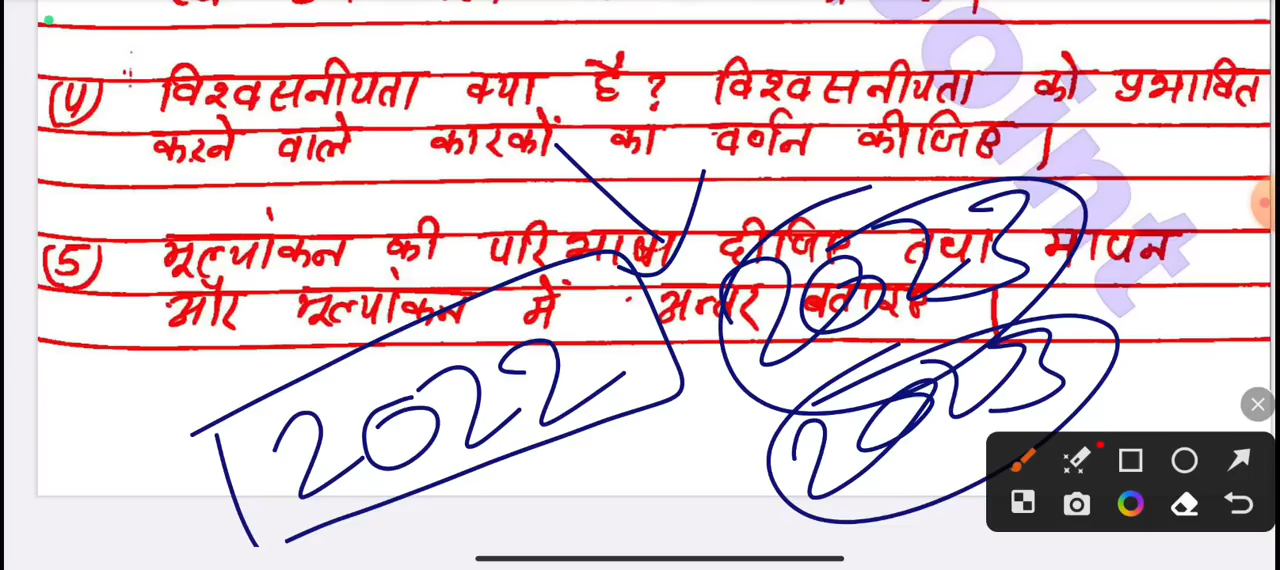 (4) विश्वसनीयता क्या है? विश्वसनीयता को प्रभावित
करने वाले कारकों का वर्णन कीजिए।
(5) मूल्यांकन की परिभाषा दीजिए तथा मापन
और मूल्यांकन में अन्तर बताइए।
2023
2022
2023
oint